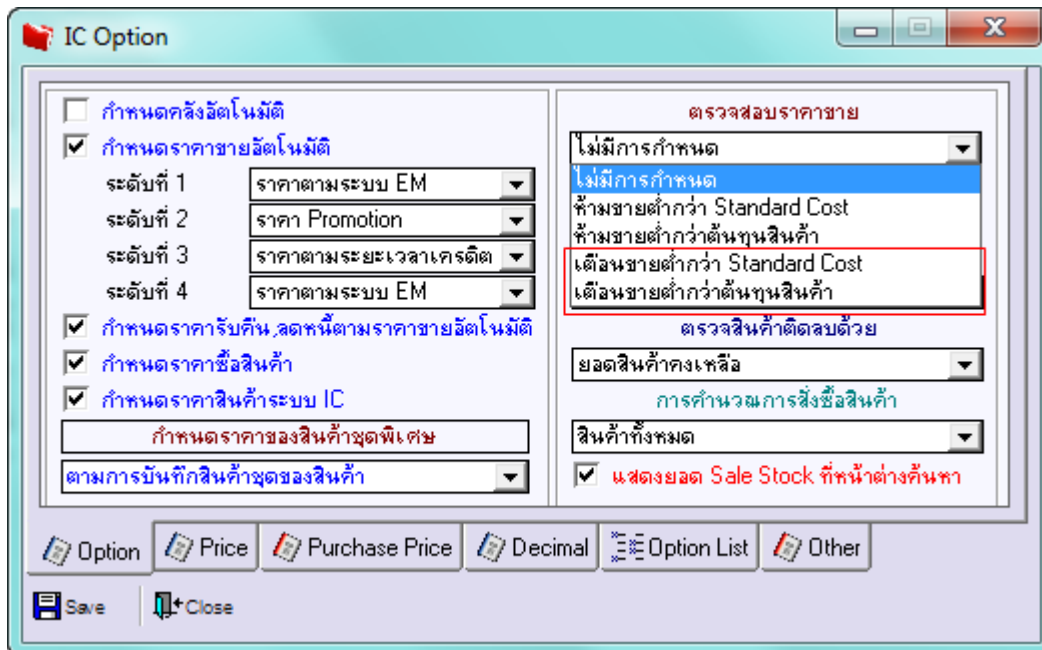 IC Option
กำหนดคลังอัตโนมัติ
กำหนดราคาขายอัตโนมัติ
ระดับที่ 1 ราคาตามระบบ EM
ระดับที่ 2 ราคา Promotion
ระดับที่ 3 ราคาตามระยะเวลาเครดิต
ระดับที่ 4 ราคาตามระบบ EM
กำหนดราคารับคืน,ลดหนี้ตามราคาขายอัตโนมัติ
กำหนดราคาซื้อสินค้า
กำหนดราคาสินค้าระบบ IC
กำหนดราคาของสินค้าชุดพิเศษ
ตามการบันทึกสินค้าชุดของสินค้า
ตรวจสอบราคาขาย
ไม่มีการกำหนด
ไม่มีการกำหนด
ห้ามขายต่ำกว่า Standard Cost
ห้ามขายต่ำกว่าต้นทุนสินค้า
เตือนขายต่ำกว่า Standard Cost
เตือนขายต่ำกว่าต้นทุนสินค้า
ตรวจสินค้าติดลบด้วย
ยอดสินค้าคงเหลือ
การคำนวณการสั่งซื้อสินค้า
สินค้าทั้งหมด
แสดงยอด Sale Stock ที่หน้าต่างค้นหา
Option Price Purchase Price Decimal Option List Other
Save Close